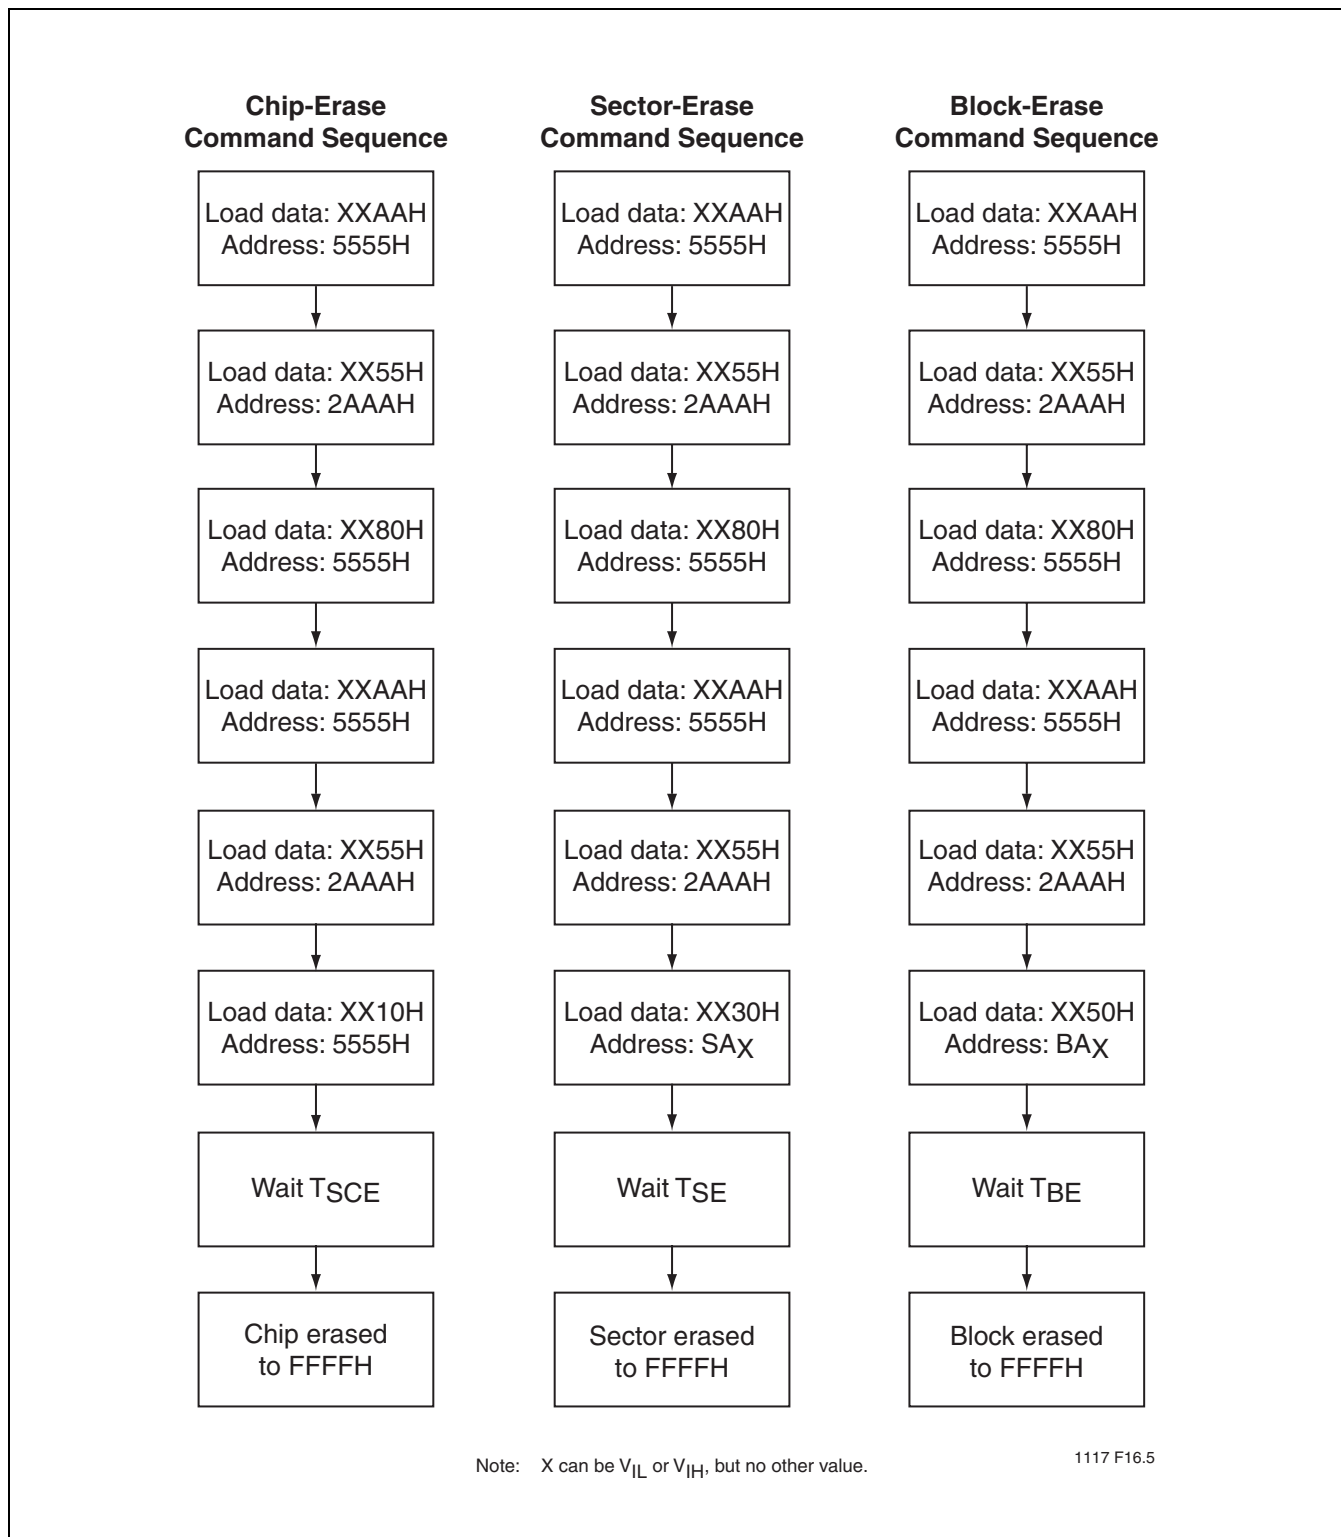 Chip-Erase
Command Sequence
Load data: XXAAH
Address: 5555H
Load data: XX55H
Address: 2AAAH
Load data: XX80H
Address: 5555H
Load data: XXAAH
Address: 5555H
Load data: XX55H
Address: 2AAAH
Load data: XX10H
Address: 5555H
Wait TSCE
Chip erased
to FFFFH
Sector-Erase
Command Sequence
Load data: XXAAH
Address: 5555H
Load data: XX55H
Address: 2AAAH
Load data: XX80H
Address: 5555H
Load data: XXAAH
Address: 5555H
Load data: XX55H
Address: 2AAAH
Load data: XX30H
Address: SAX
Wait TSE
Sector erased
to FFFFH
Block-Erase
Command Sequence
Load data: XXAAH
Address: 5555H
Load data: XX55H
Address: 2AAAH
Load data: XX80H
Address: 5555H
Load data: XXAAH
Address: 5555H
Load data: XX55H
Address: 2AAAH
Load data: XX50H
Address: BAX
Wait TBE
Block erased
to FFFFH
Note: X can be VIL or VIH, but no other value.
1117 F16.5